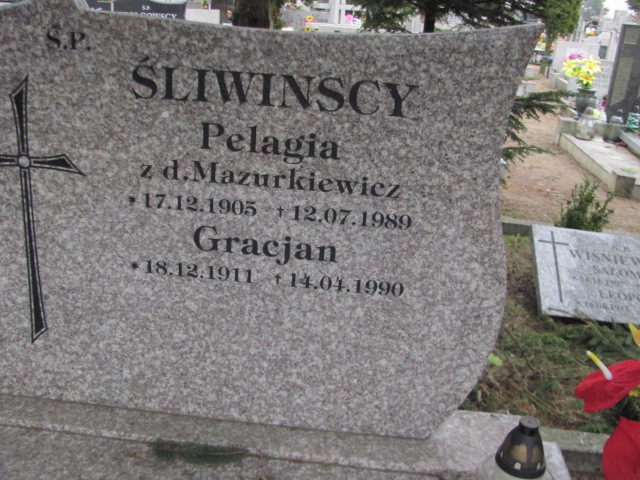 Ś.P.
ŚLIWINSCY
Pelagia
z d. Mazurkiewicz
*17.12.1905 †12.07.1989
Gracjan
*18.12.1911 †14.04.1990